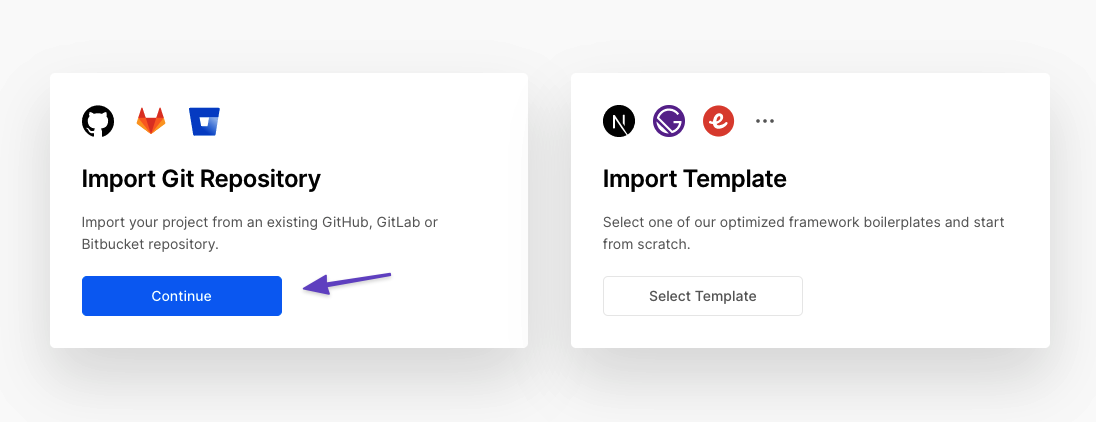 Import Git Repository
Import your project from an existing GitHub, GitLab or
Bitbucket repository.
Continue
Import Template
Select one of our optimized framework boilerplates and start
from scratch.
Select Template